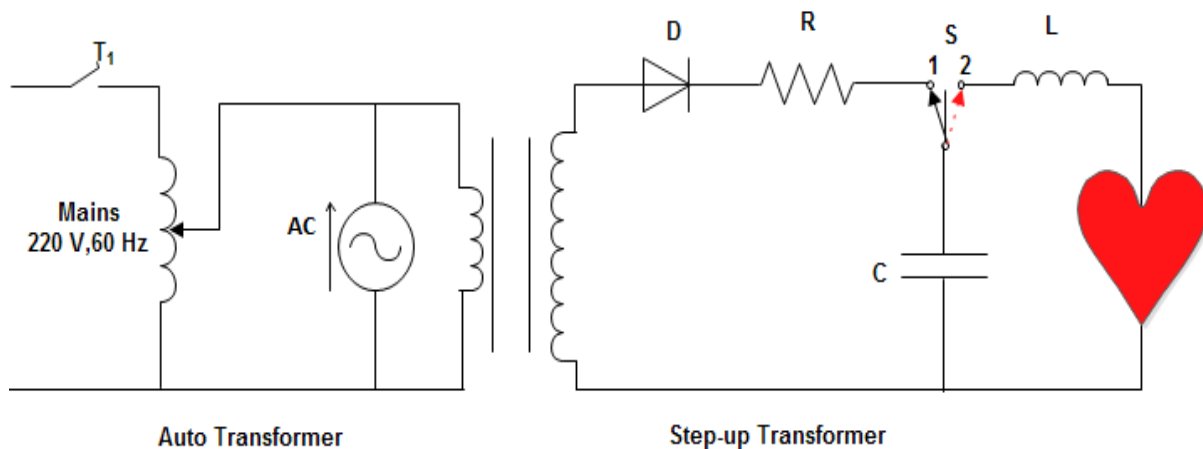 T1
Mains
220 V,60 Hz
AC
D
R
S
1 2
L
C
Auto Transformer
Step-up Transformer